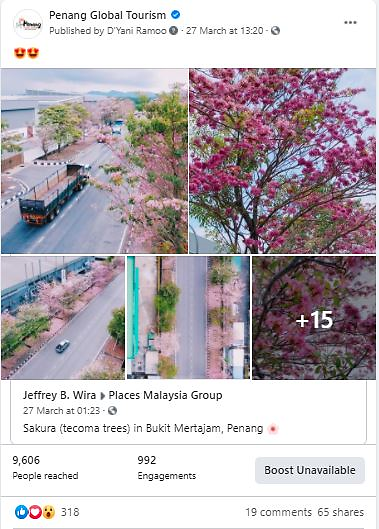 Penang Global Tourism
Published by D'Yani Ramoo · 27 March at 13:20 ·
Penang
+15
Jeffrey B. Wira ▸ Places Malaysia Group
27 March at 01:23 ·
Sakura (tecoma trees) in Bukit Mertajam, Penang 🌸
9,606 992
People reached Engagements
Boost Unavailable
318 19 comments 65 shares